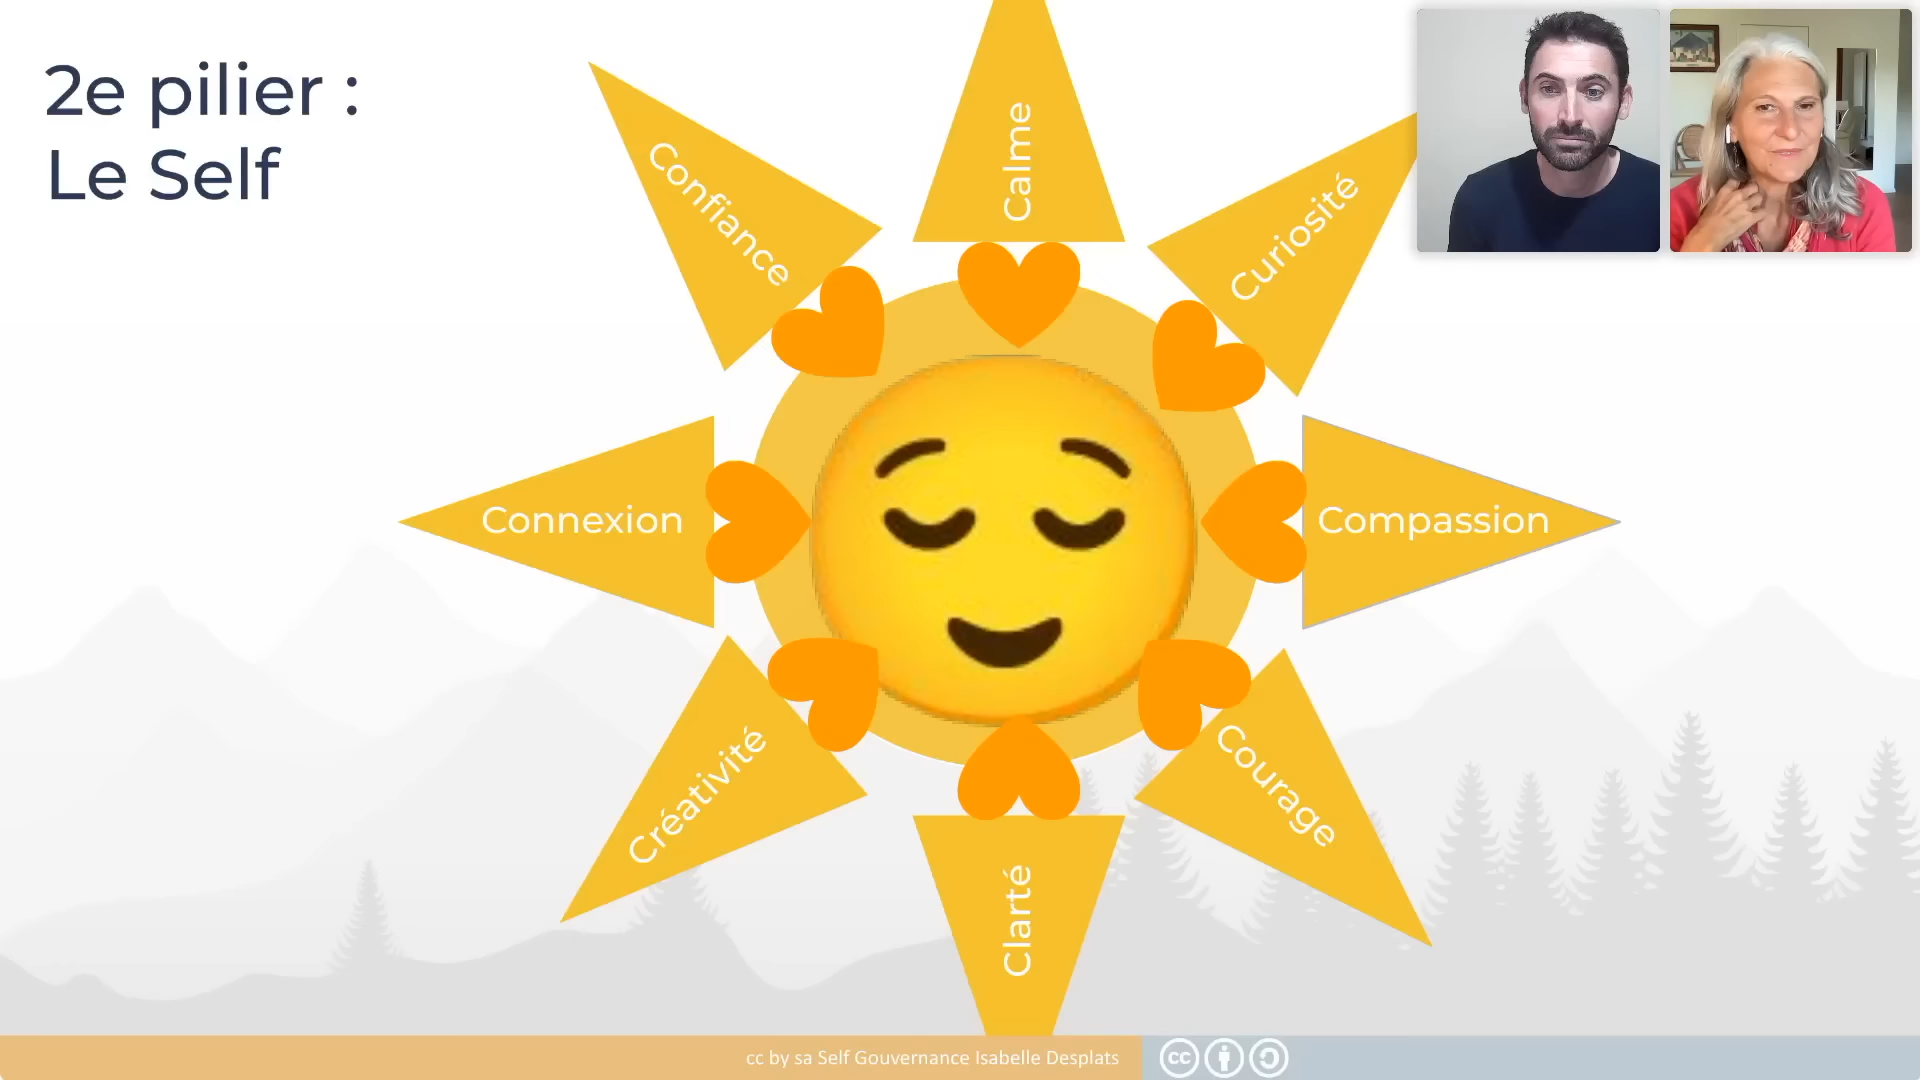 2e pilier :
Le Self
Calme
Confiance
Curiosité
Connexion
Compassion
Créativité
Courage
Clarté
cc by sa Self Gouvernance Isabelle Desplats
cc